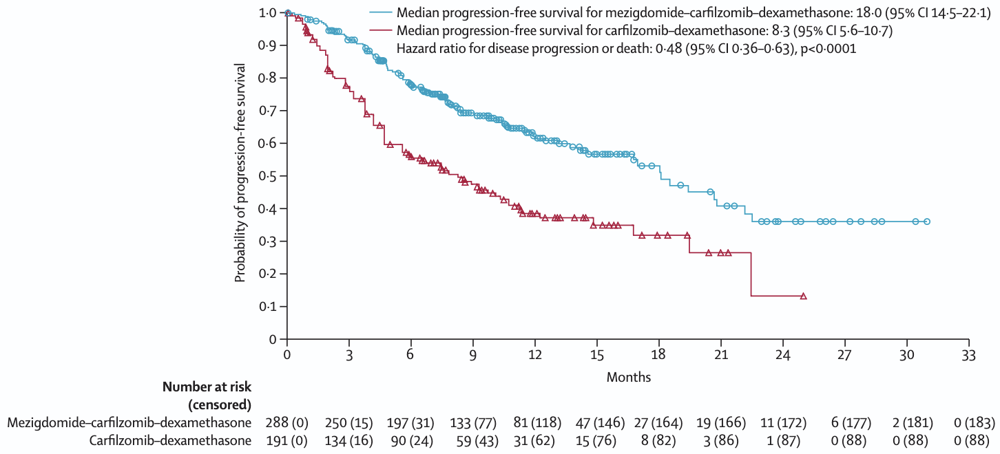 Median progression-free survival for mezigdomide–carfilzomib–dexamethasone: 18·0 (95% CI 14·5–22·1)
Median progression-free survival for carfilzomib–dexamethasone: 8·3 (95% CI 5·6–10·7)
Hazard ratio for disease progression or death: 0·48 (95% CI 0·36–0·63), p<0·0001
Probability of progression-free survival
1·0
0·9
0·8
0·7
0·6
0·5
0·4
0·3
0·2
0·1
0
0 3 6 9 12 15 18 21 24 27 30 33
Months
Number at risk
(censored)
Mezigdomide–carfilzomib–dexamethasone 288 (0) 250 (15) 197 (31) 133 (77) 81 (118) 47 (146) 27 (164) 19 (166) 11 (172) 6 (177) 2 (181) 0 (183)
Carfilzomib–dexamethasone 191 (0) 134 (16) 90 (24) 59 (43) 31 (62) 15 (76) 8 (82) 3 (86) 1 (87) 0 (88) 0 (88) 0 (88)